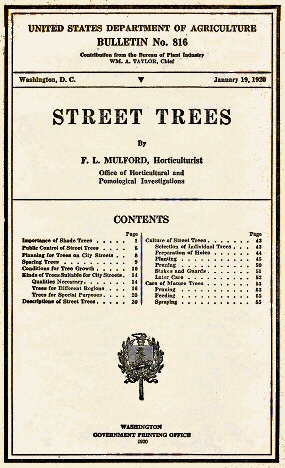 UNITED STATES DEPARTMENT OF AGRICULTURE
BULLETIN No. 816
Contribution from the Bureau of Plant Industry
WM. A. TAYLOR, Chief
Washington, D. C. ▼ January 19, 1920
STREET TREES
By
F. L. MULFORD, Horticulturist
Office of Horticultural and
Pomological Investigations
CONTENTS
Page
Importance of Shade Trees . . . . 1
Public Control of Street Trees . . . 5
Planning for Trees on City Streets . . 8
Spacing Trees . . . . . 9
Conditions for Tree Growth . . . . 10
Kinds of Trees Suitable for City Streets. 14
Qualities Necessary. . . . . 14
Trees for Different Regions . . . 16
Trees for Special Purposes . . . 20
Descriptions of Street Trees . . . . 20
Page
Culture of Street Trees . . . . . 42
Selection of Individual Trees . . . 43
Preparation of Holes . . . . 44
Planting . . . . . 45
Pruning . . . . . 50
Stakes and Guards . . . . . 51
Later Care . . . . . 52
Care of Mature Trees . . . . . 53
Pruning . . . . . 53
Feeding . . . . . 55
Spraying . . . . . 55
WASHINGTON
GOVERNMENT PRINTING OFFICE
1920